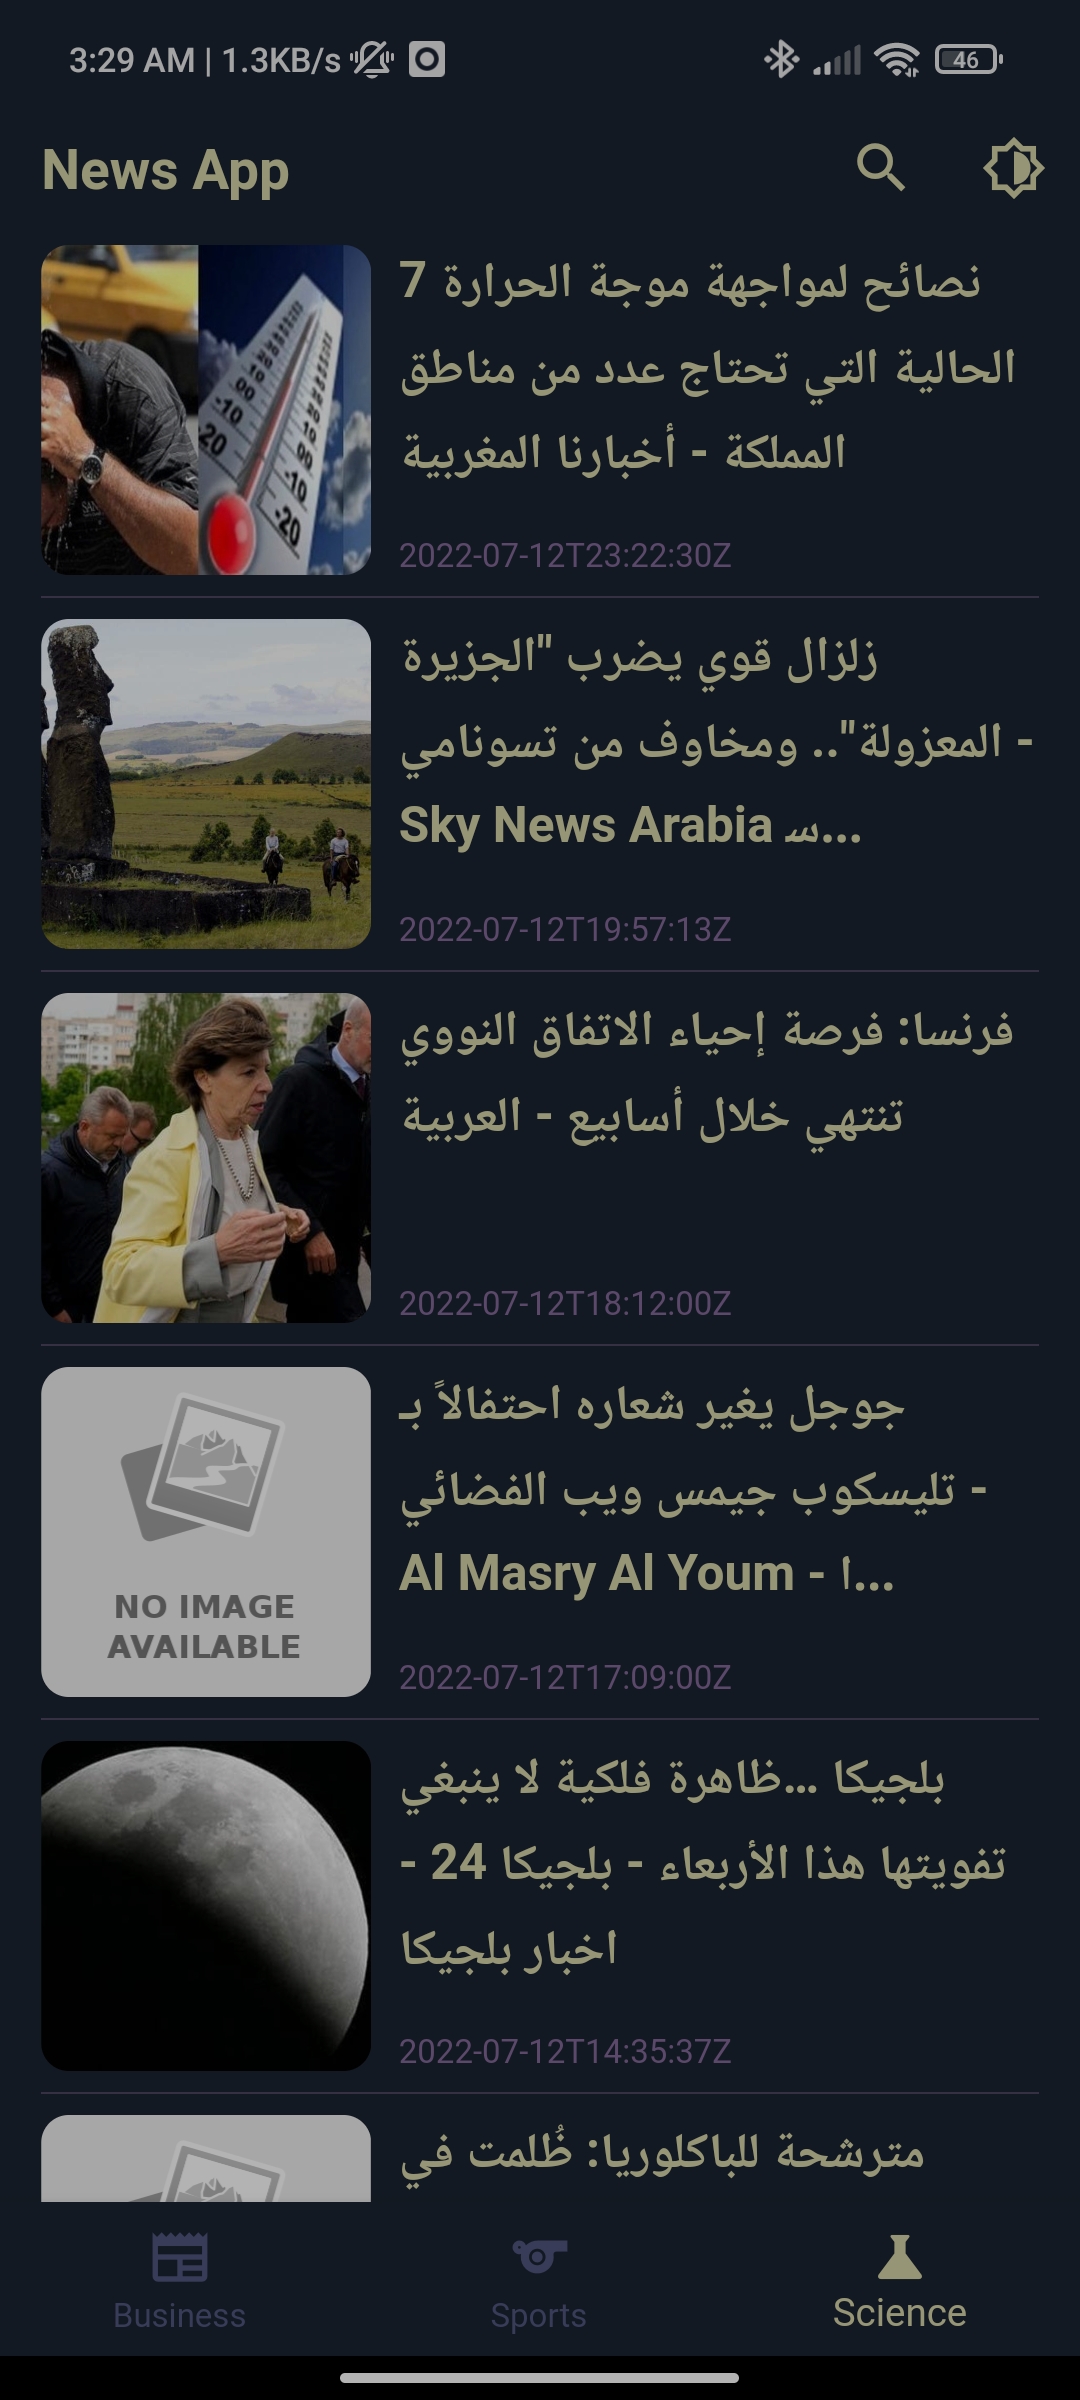 3:29 AM | 1.3KB/s
46
News App
7 نصائح لمواجهة موجة الحرارة
الحالية التي تحتاج عدد من مناطق
المملكة - أخبارنا المغربية
2022-07-12T23:22:30Z
زلزال قوي يضرب "الجزيرة
المعزولة".. ومخاوف من تسونامي -
Sky News Arabia س...
2022-07-12T19:57:13Z
فرنسا: فرصة إحياء الاتفاق النووي
تنتهي خلال أسابيع - العربية
2022-07-12T18:12:00Z
جوجل يغير شعاره احتفالاً بـ
تليسكوب جيمس ويب الفضائي -
Al Masry Al Youm - ا...
2022-07-12T17:09:00Z
NO IMAGE
AVAILABLE
بلجيكا ...ظاهرة فلكية لا ينبغي
تفويتها هذا الأربعاء - بلجيكا 24 -
اخبار بلجيكا
2022-07-12T14:35:37Z
مترشحة للباكلوريا: ظُلمت في
Business
Sports
Science